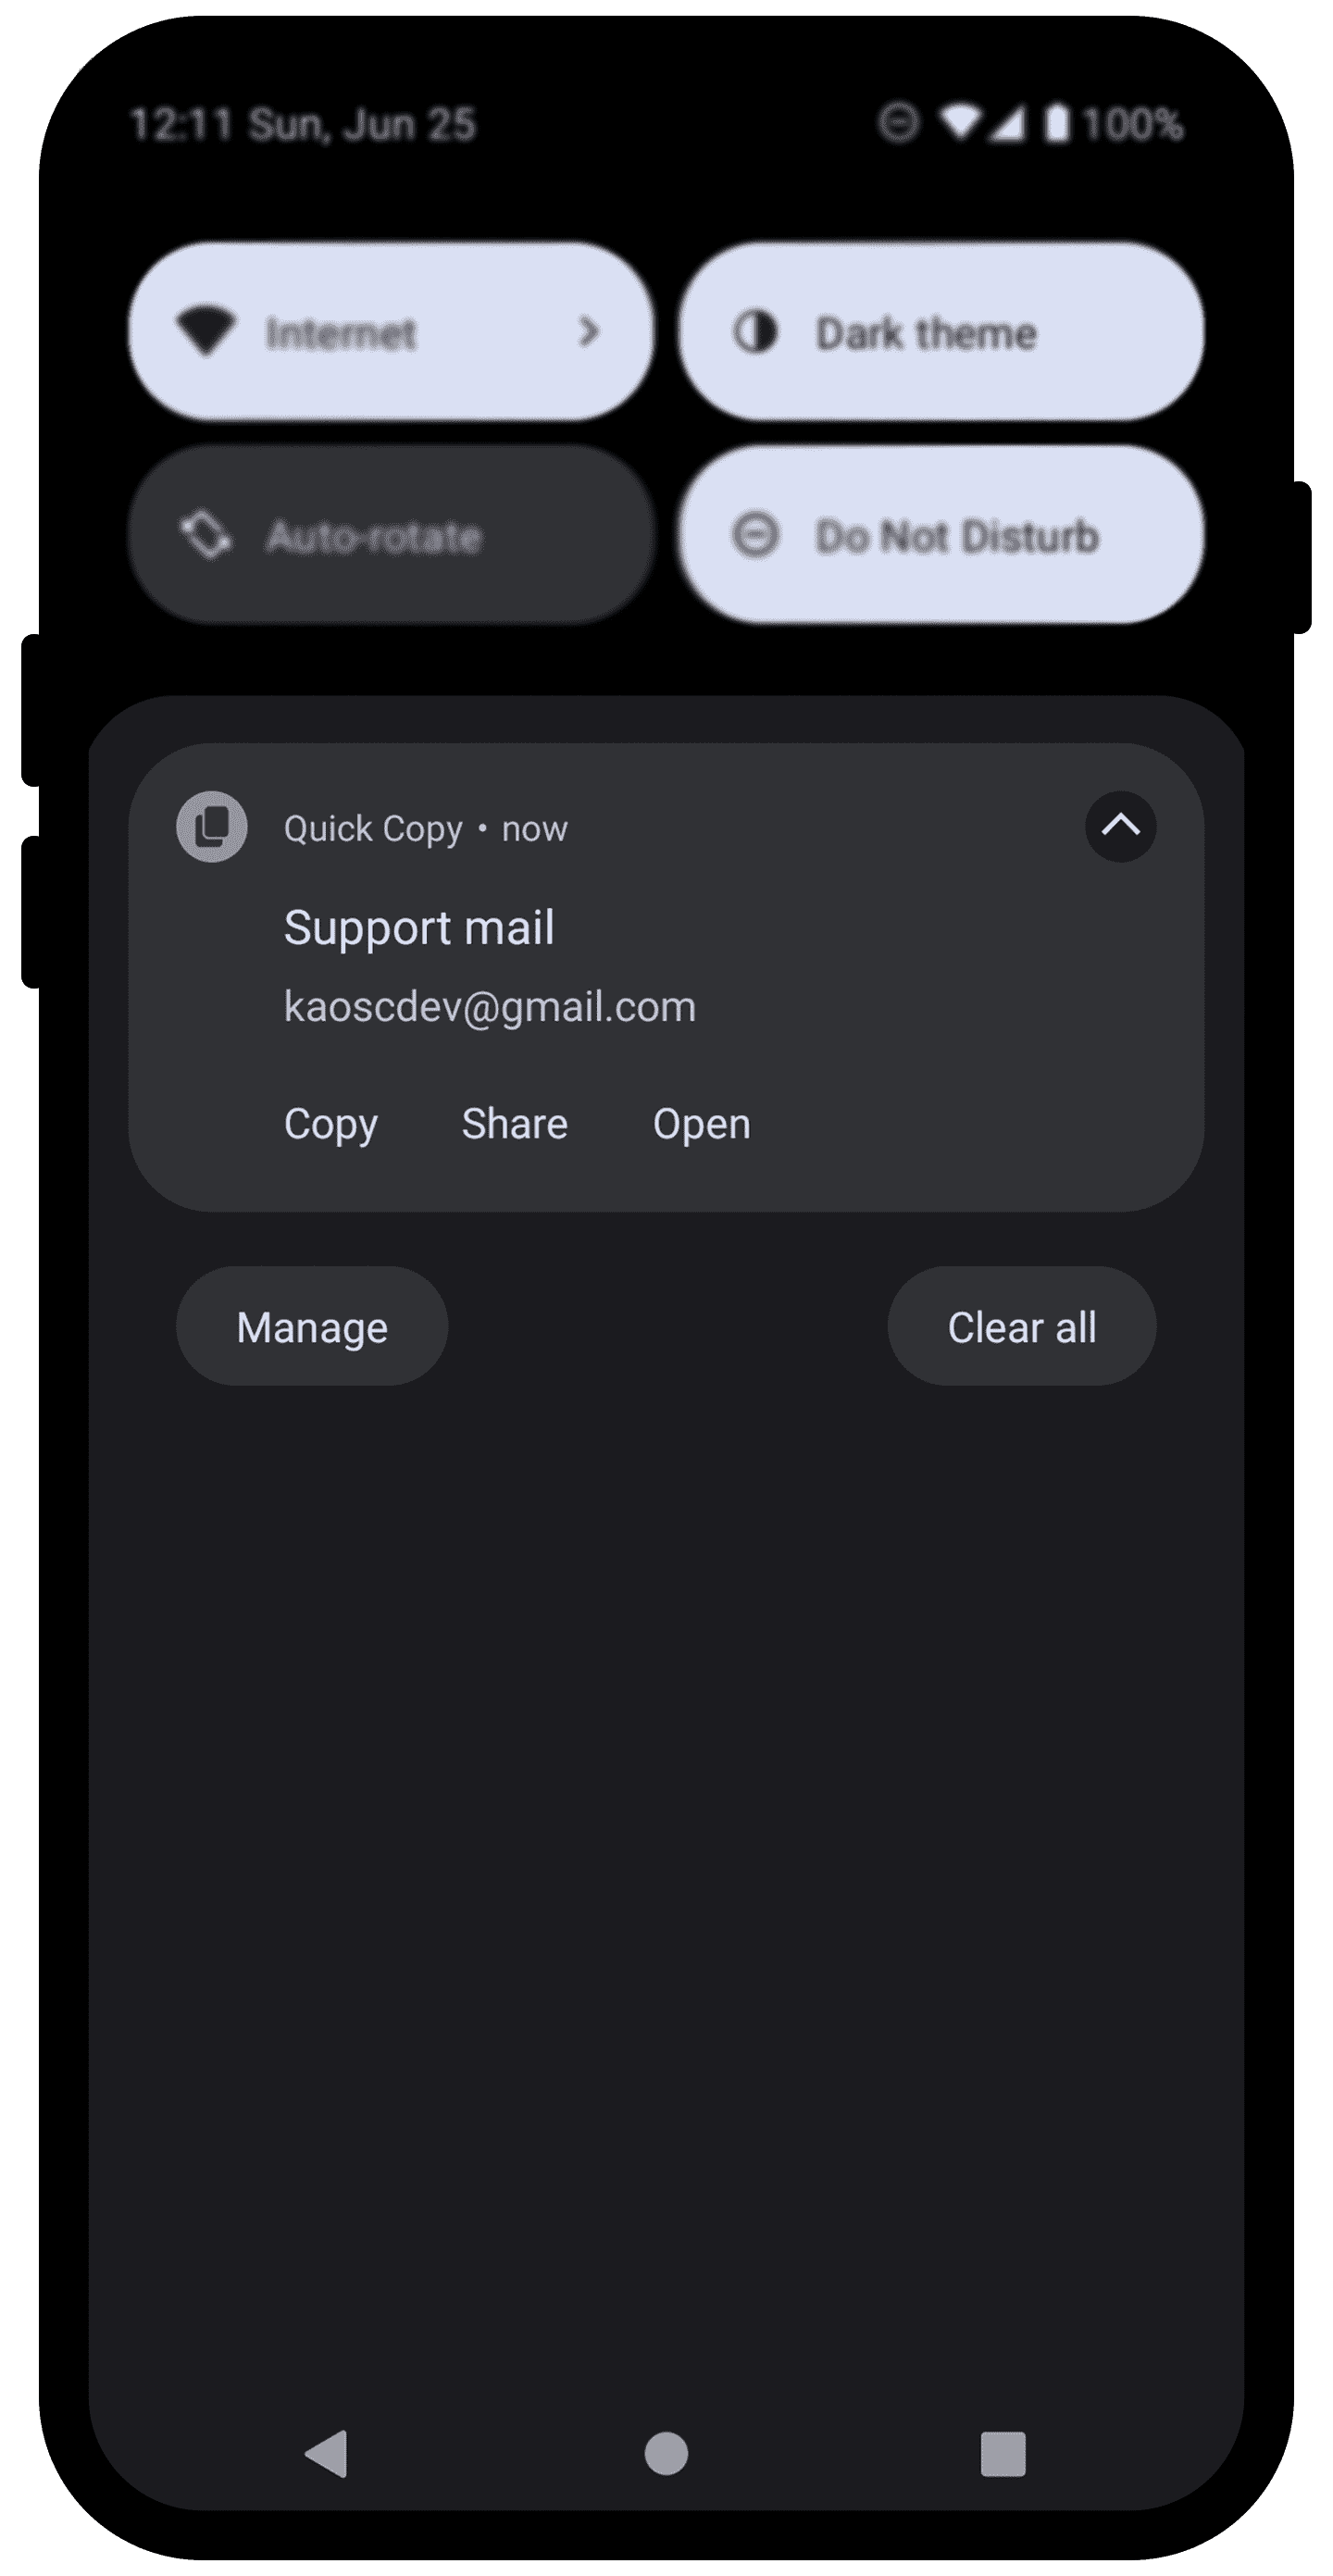 12:11 Sun, Jun 25 100%
Internet Dark theme
Auto-rotate Do Not Disturb
Quick Copy • now
Support mail
kaoscdev@gmail.com
Copy Share Open
Manage Clear all